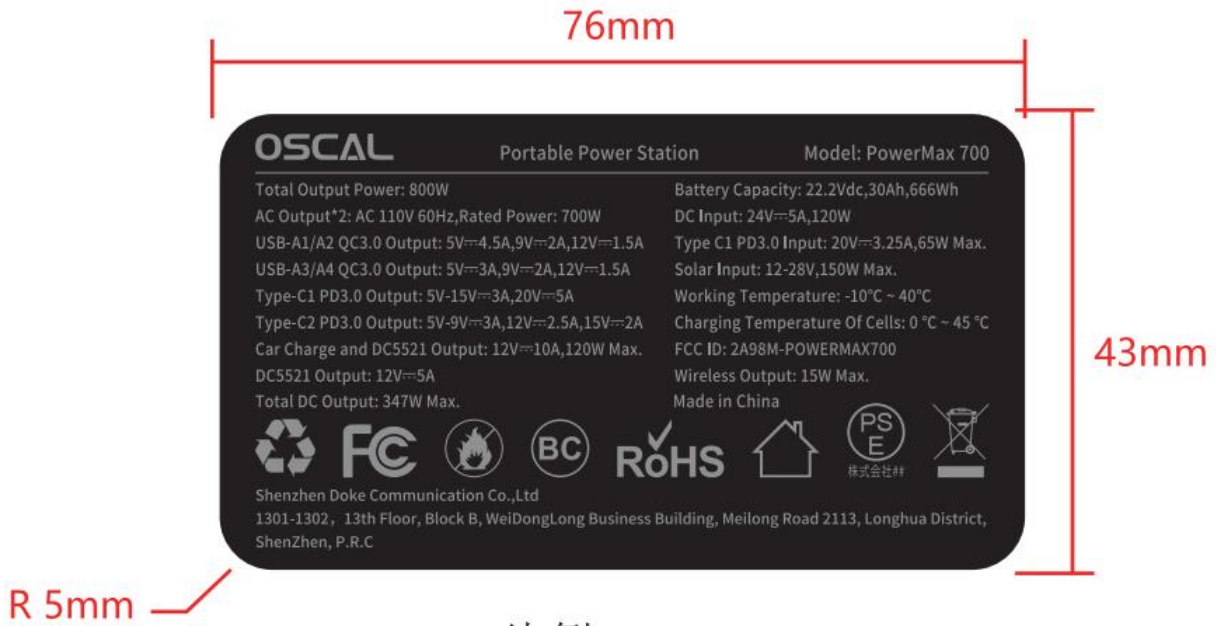 76mm
OSCAL Portable Power Station Model: PowerMax 700
Total Output Power: 800W
AC Output*2: AC 110V 60Hz,Rated Power: 700W
USB-A1/A2 QC3.0 Output: 5V⎓4.5A,9V⎓2A,12V⎓1.5A
USB-A3/A4 QC3.0 Output: 5V⎓3A,9V⎓2A,12V⎓1.5A
Type-C1 PD3.0 Output: 5V-15V⎓3A,20V⎓5A
Type-C2 PD3.0 Output: 5V-9V⎓3A,12V⎓2.5A,15V⎓2A
Car Charge and DC5521 Output: 12V⎓10A,120W Max.
DC5521 Output: 12V⎓5A
Total DC Output: 347W Max.
Battery Capacity: 22.2Vdc,30Ah,666Wh
DC Input: 24V⎓5A,120W
Type C1 PD3.0 Input: 20V⎓3.25A,65W Max.
Solar Input: 12-28V,150W Max.
Working Temperature: -10℃ ~ 40℃
Charging Temperature Of Cells: 0 ℃ ~ 45 ℃
FCC ID: 2A98M-POWERMAX700
Wireless Output: 15W Max.
Made in China
FC
BC
RoHS
PS
E
株式会社##
Shenzhen Doke Communication Co.,Ltd
1301-1302，13th Floor, Block B, WeiDongLong Business Building, Meilong Road 2113, Longhua District,
ShenZhen, P.R.C
43mm
R 5mm